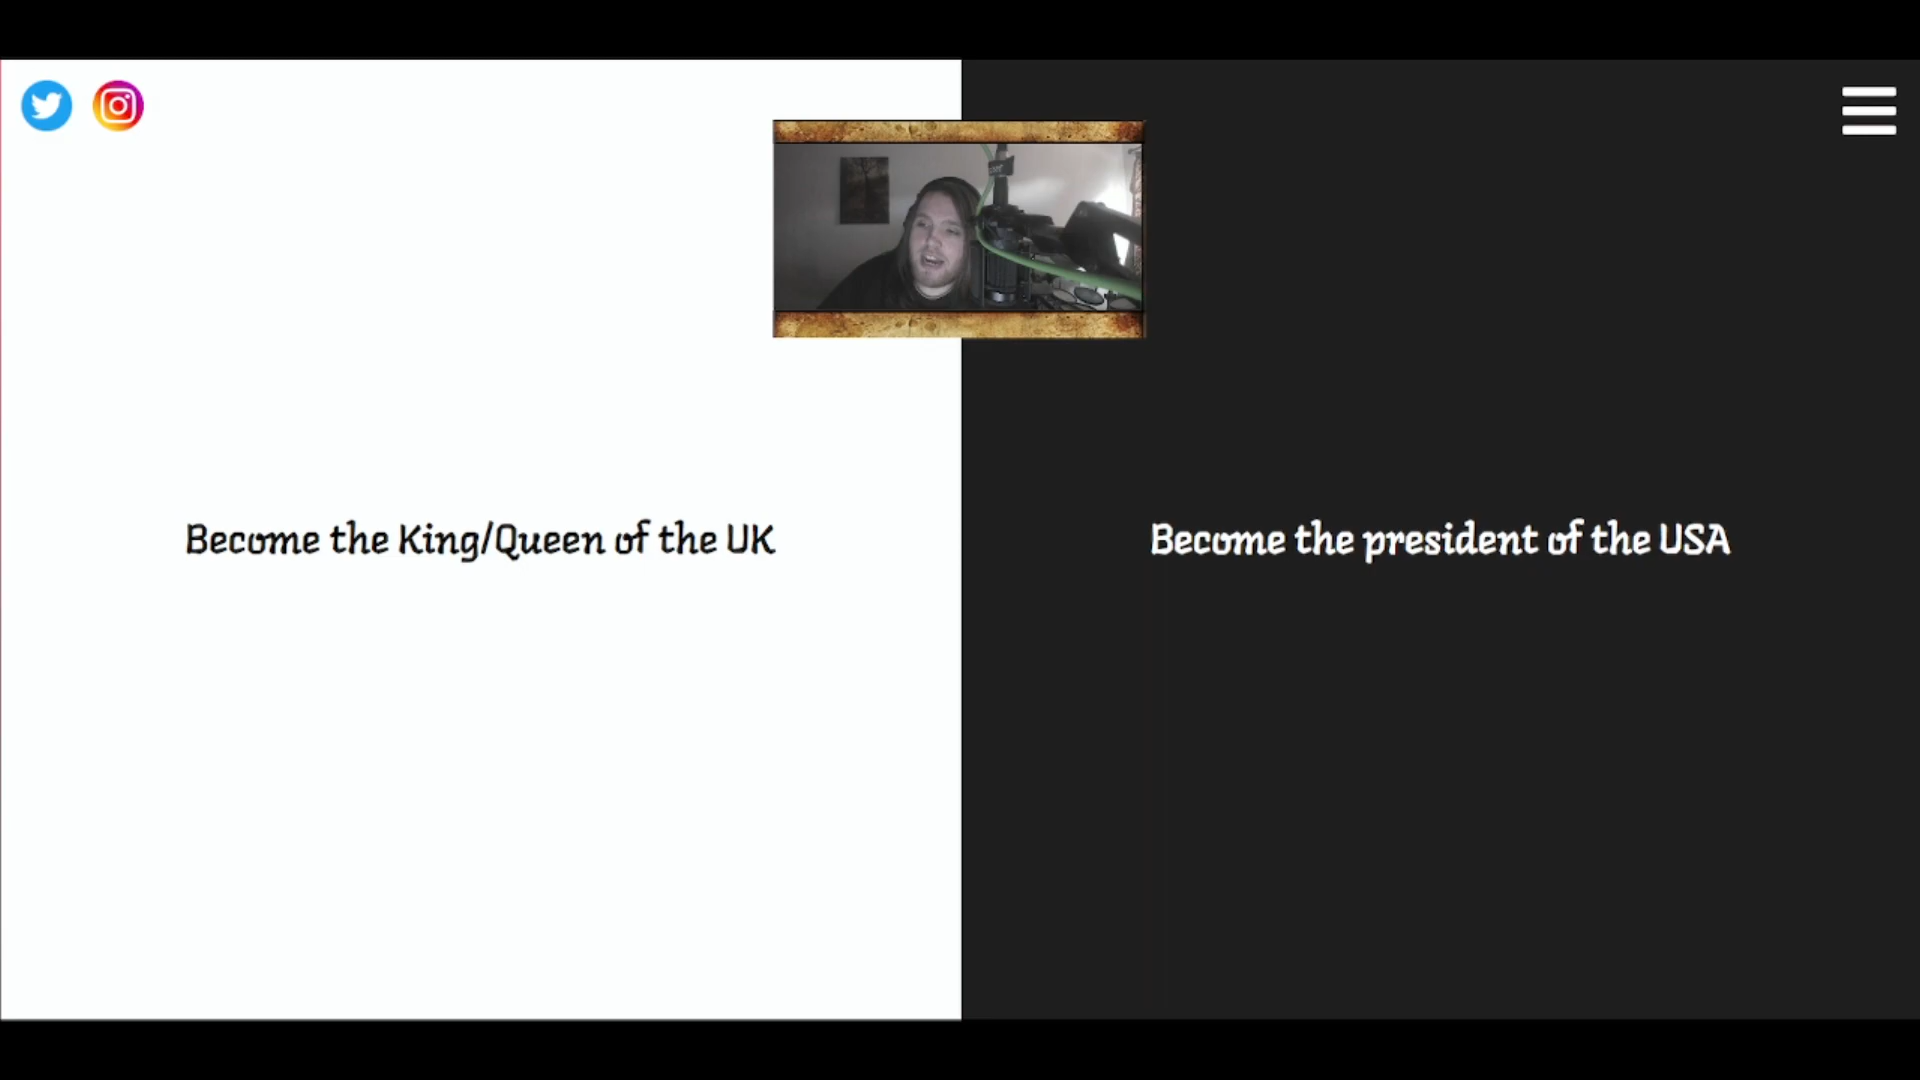 Become the King/Queen of the UK
Become the president of the USA